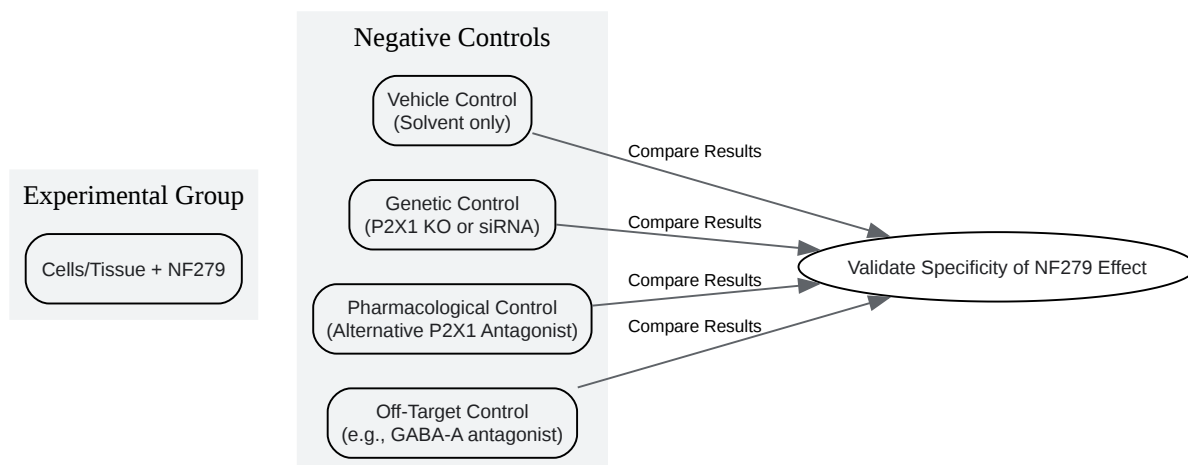 Negative Controls
Vehicle Control
(Solvent only)
Compare Results
Experimental Group
Genetic Control
(P2X1 KO or siRNA)
Compare Results
Cells/Tissue + NF279
Validate Specificity of NF279 Effect
Pharmacological Control
(Alternative P2X1 Antagonist)
Compare Results
Compare Results
Off-Target Control
(e.g., GABA-A antagonist)